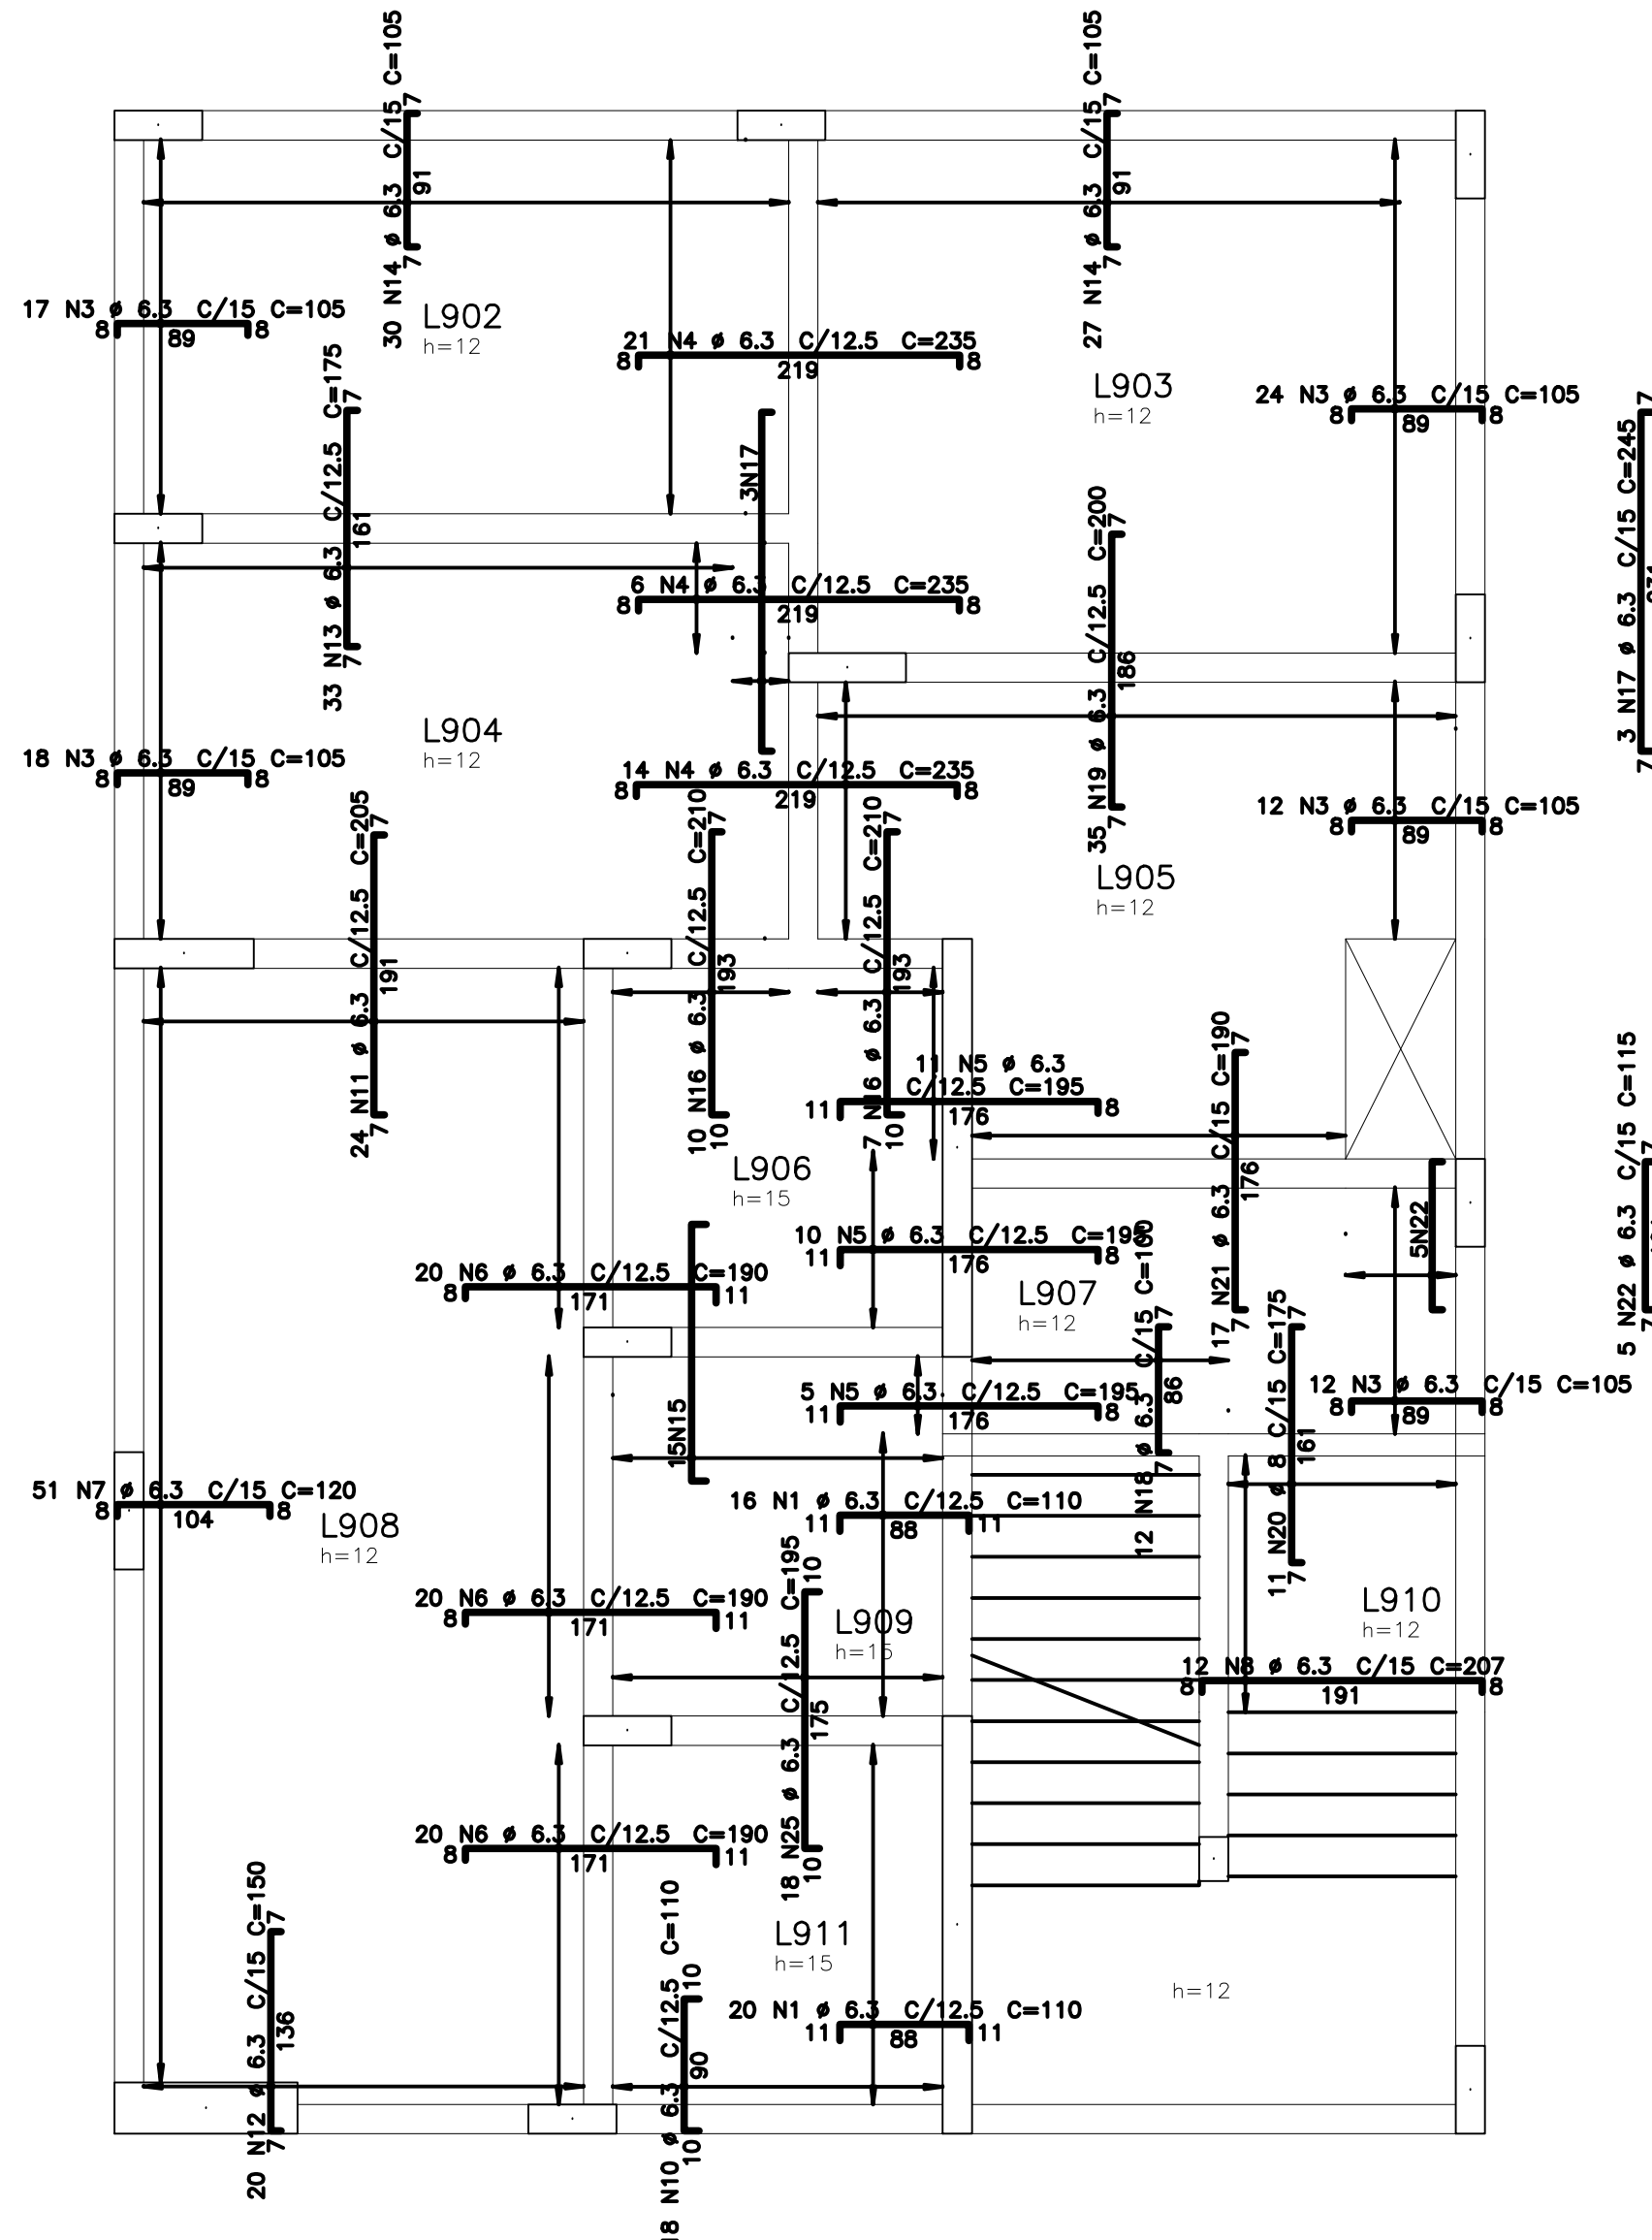 30 N14 ø 6.3 C/15 C=105
7
91
7
27 N14 ø 6.3 C/15 C=105
7
91
7
17 N3 ø 6.3 C/15 C=105
8 8
89
L902
h=12
21 N4 ø 6.3 C/12.5 C=235
8 8
219
L903
h=12
24 N3 ø 6.3 C/15 C=105
8 8
89
33 N13 ø 6.3 C/12.5 C=175
7
161
7
3N17
3 N17 ø 6.3 C/15 C=245
7
7
35 N19 ø 6.3 C/12.5 C=200
7
186
7
6 N4 ø 6.3 C/12.5 C=235
8 8
219
L904
h=12
18 N3 ø 6.3 C/15 C=105
8 8
89
14 N4 ø 6.3 C/12.5 C=235
8 8
219
12 N3 ø 6.3 C/15 C=105
8 8
89
L905
h=12
24 N11 ø 6.3 C/12.5 C=205
7
191
7
10 N16 ø 6.3 C/12.5 C=210
7
193
10
7 N16 ø 6.3 C/12.5 C=210
7
193
10
11 N5 ø 6.3
C/12.5 C=195
11 8
176
17 N21 ø 6.3 C/15 C=190
7
176
7
5N22
5 N22 ø 6.3 C/15 C=115
7
7
L906
h=15
10 N5 ø 6.3 C/12.5 C=195
11 8
176
20 N6 ø 6.3 C/12.5 C=190
8 11
171
L907
h=12
12 N18 ø 6.3 C/15 C=100
7
86
7
11 N20 ø 8 C/15 C=175
7
161
7
15N15
5 N5 ø 6.3 C/12.5 C=195
11 8
176
12 N3 ø 6.3 C/15 C=105
8 8
89
51 N7 ø 6.3 C/15 C=120
8 8
104
L908
h=12
16 N1 ø 6.3 C/12.5 C=110
11 11
88
20 N6 ø 6.3 C/12.5 C=190
8 11
171
18 N25 ø 6.3 C/12.5 C=195
10
175
10
L909
h=15
L910
h=12
12 N8 ø 6.3 C/15 C=207
8 8
191
20 N6 ø 6.3 C/12.5 C=190
8 11
171
20 N12 ø 6.3 C/15 C=150
7
136
7
18 N10 ø 6.3 C/12.5 C=110
10
90
10
L911
h=15
20 N1 ø 6.3 C/12.5 C=110
11 11
88
h=12